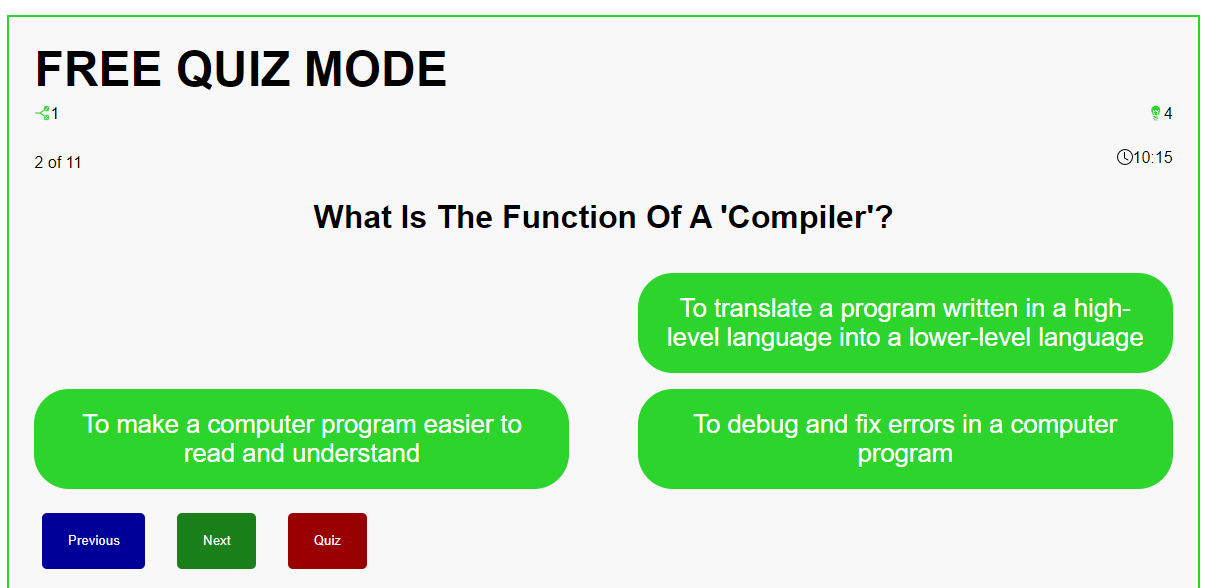 FREE QUIZ MODE
1
4
2 of 11
10:15
What Is The Function Of A 'Compiler'?
To translate a program written in a high-
level language into a lower-level language
To make a computer program easier to
read and understand
To debug and fix errors in a computer
program
Previous
Next
Quiz